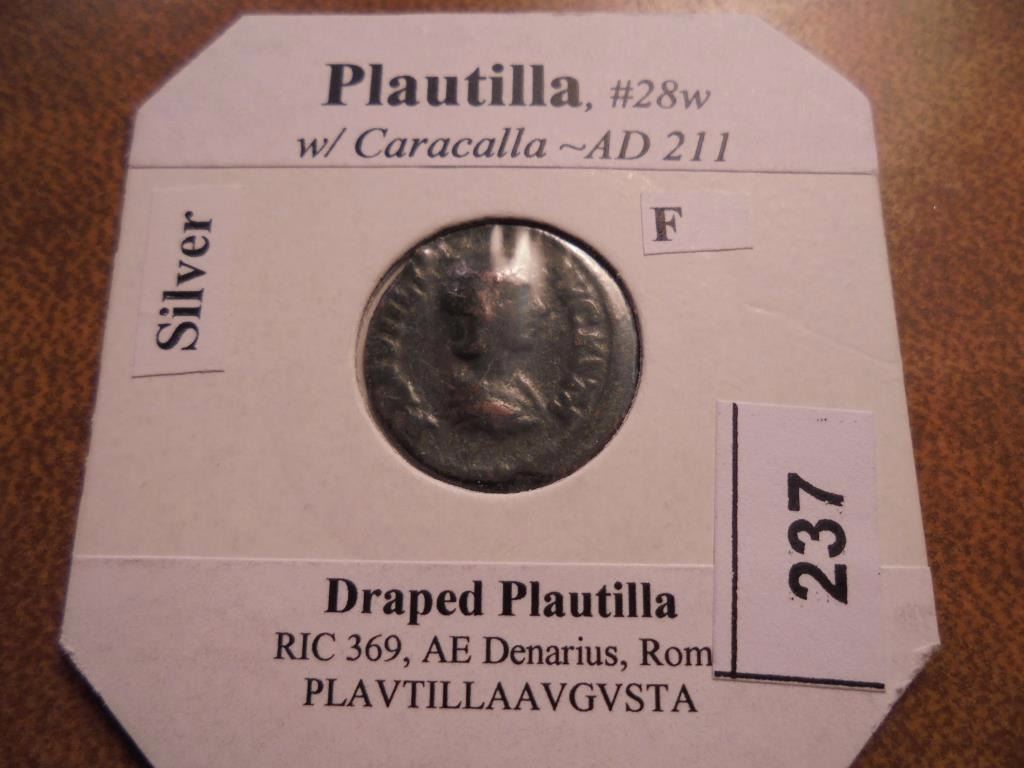 Plautilla, #28w
w/ Caracalla ~AD 211
Silver
F
237
Draped Plautilla
RIC 369, AE Denarius, Rom
PLAVTILLAAVGVSTA